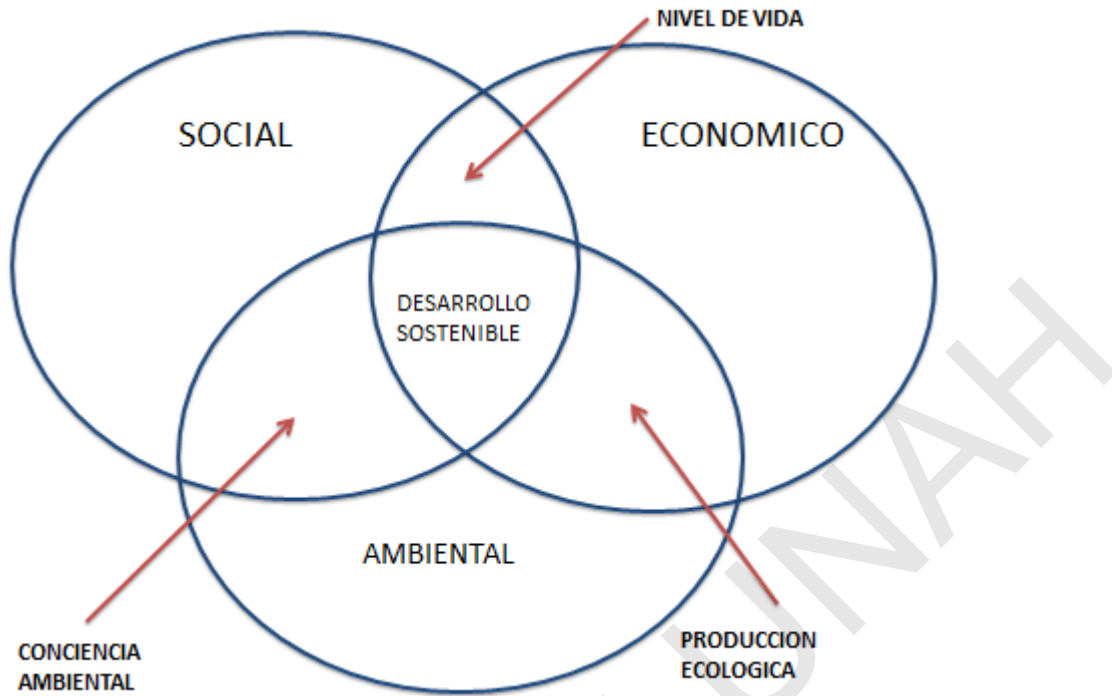 NIVEL DE VIDA
SOCIAL
ECONOMICO
DESARROLLO
SOSTENIBLE
AMBIENTAL
CONCIENCIA
AMBIENTAL
PRODUCCION
ECOLOGICA
UNAH